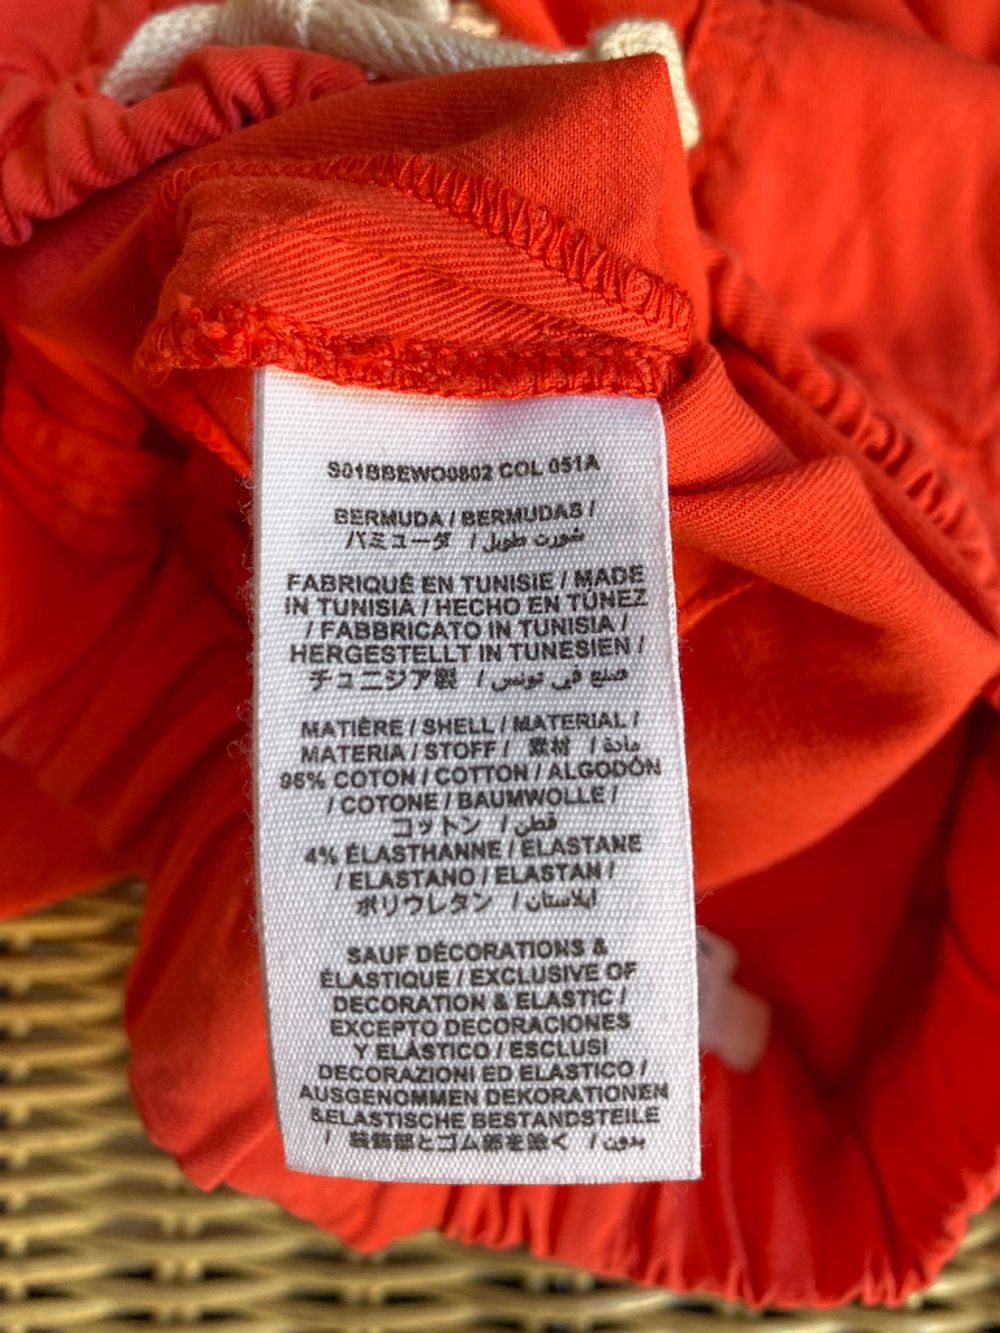 S01BBEWO0802 COL 051A
BERMUDA / BERMUDAS /
バミューダ / شورت طويل
FABRIQUÉ EN TUNISIE / MADE
IN TUNISIA / HECHO EN TÚNEZ
/ FABBRICATO IN TUNISIA /
HERGESTELLT IN TUNESIEN /
チュニジア製 / صنع في تونس
MATIÈRE / SHELL / MATERIAL /
MATERIA / STOFF / 素材 / مادة
96% COTON / COTTON / ALGODÓN
/ COTONE / BAUMWOLLE /
コットン / قطن
4% ÉLASTHANNE / ELASTANE
/ ELASTANO / ELASTAN /
ポリウレタン / ايلاستان
SAUF DÉCORATIONS &
ÉLASTIQUE / EXCLUSIVE OF
DECORATION & ELASTIC /
EXCEPTO DECORACIONES
Y ELÁSTICO / ESCLUSI
DECORAZIONI ED ELASTICO /
AUSGENOMMEN DEKORATIONEN
&ELASTISCHE BESTANDSTEILE
/ 装飾部とゴム部を除く / بدون